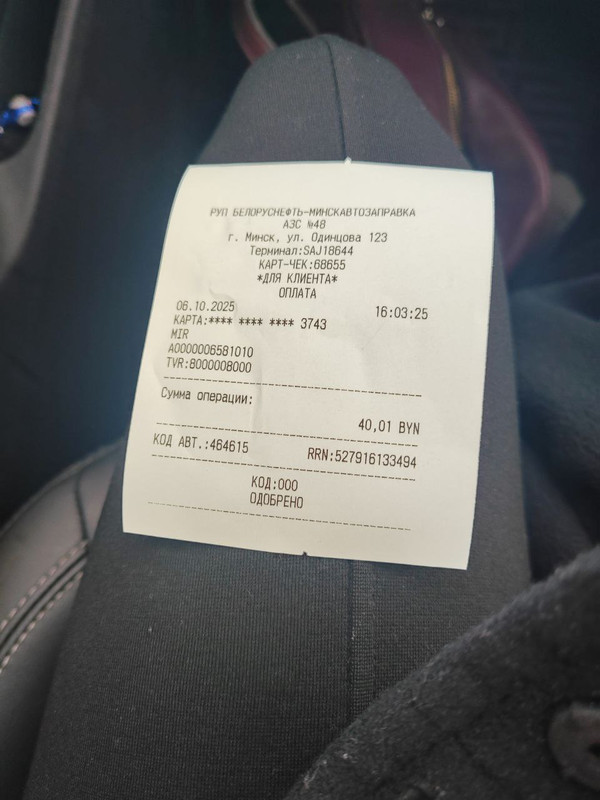 РУП БЕЛОРУСНЕФТЬ-МИНСКАВТОЗАПРАВКА
АЗС №48
г. Минск, ул. Одинцова 123
Терминал:SAJ18644
КАРТ-ЧЕК:68655
*ДЛЯ КЛИЕНТА*
ОПЛАТА
06.10.2025 16:03:25
КАРТА:**** **** **** 3743
MIR
A0000006581010
TVR:8000008000
Сумма операции:
40,01 BYN
КОД АВТ.:464615 RRN:527916133494
КОД:000
ОДОБРЕНО